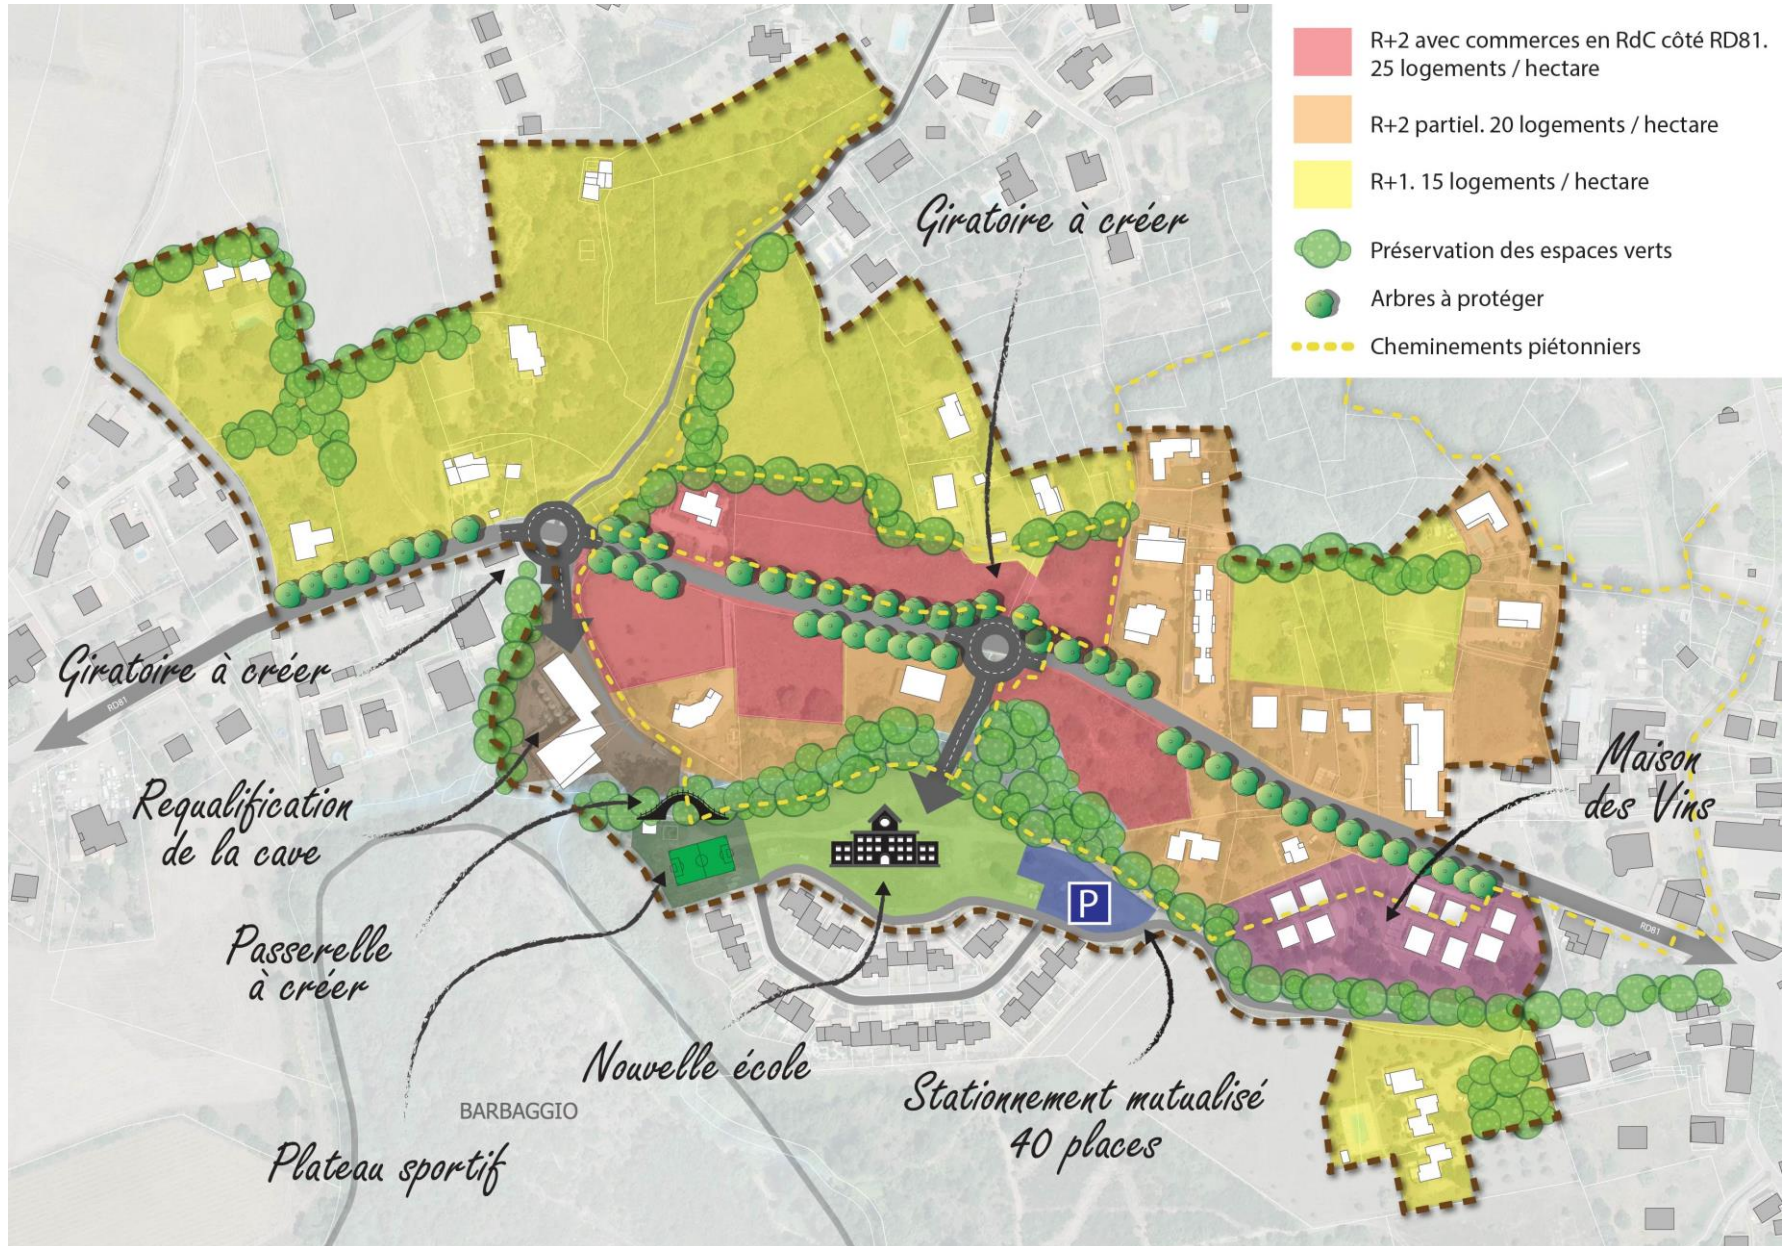 R+2 avec commerces en RdC côté RD81.
25 logements / hectare
R+2 partiel. 20 logements / hectare
R+1. 15 logements / hectare
Préservation des espaces verts
Arbres à protéger
Cheminements piétonniers
Giratoire à créer
Giratoire à créer
RD81
Requalification
de la cave
Maison
des Vins
P
RD81
Passerelle
à créer
Nouvelle école
Stationnement mutualisé
40 places
BARBAGGIO
Plateau sportif